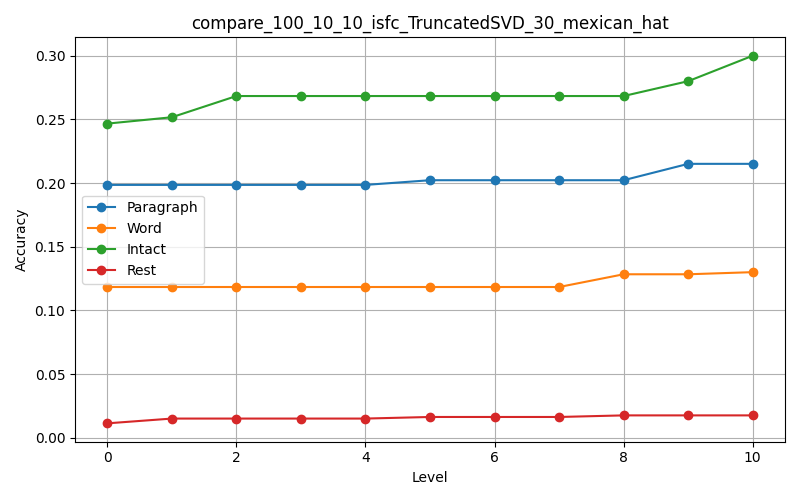 compare_100_10_10_isfc_TruncatedSVD_30_mexican_hat
0.30
0.25
0.20
0.15
0.10
0.05
0.00
Accuracy
Paragraph
Word
Intact
Rest
0 2 4 6 8 10
Level